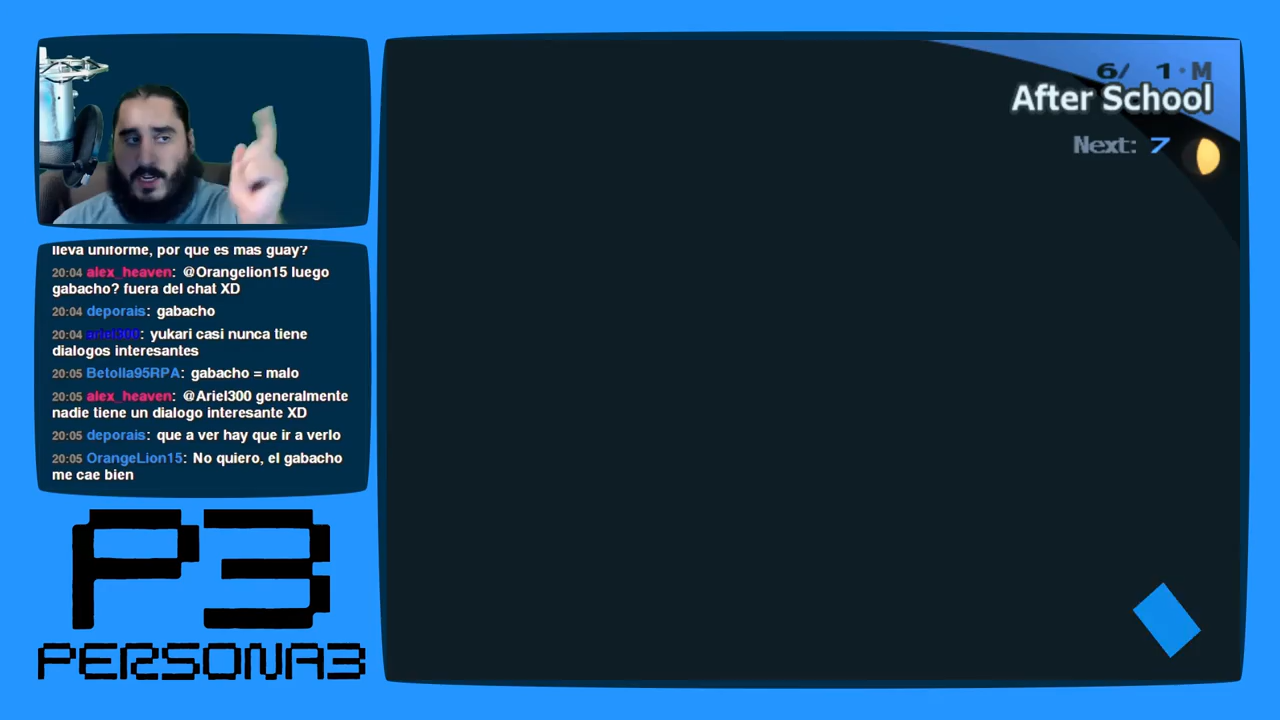 lleva uniforme, por que es mas guay?
20:04 alex_heaven: @Orangelion15 luego
gabacho? fuera del chat XD
20:04 deporais: gabacho
20:04 ariel300: yukari casi nunca tiene
dialogos interesantes
20:05 Betolla95RPA: gabacho = malo
20:05 alex_heaven: @Ariel300 generalmente
nadie tiene un dialogo interesante XD
20:05 deporais: que a ver hay que ir a verlo
20:05 OrangeLion15: No quiero, el gabacho
me cae bien
P3
PERSONA3
6/ 1·M
After School
Next: 7